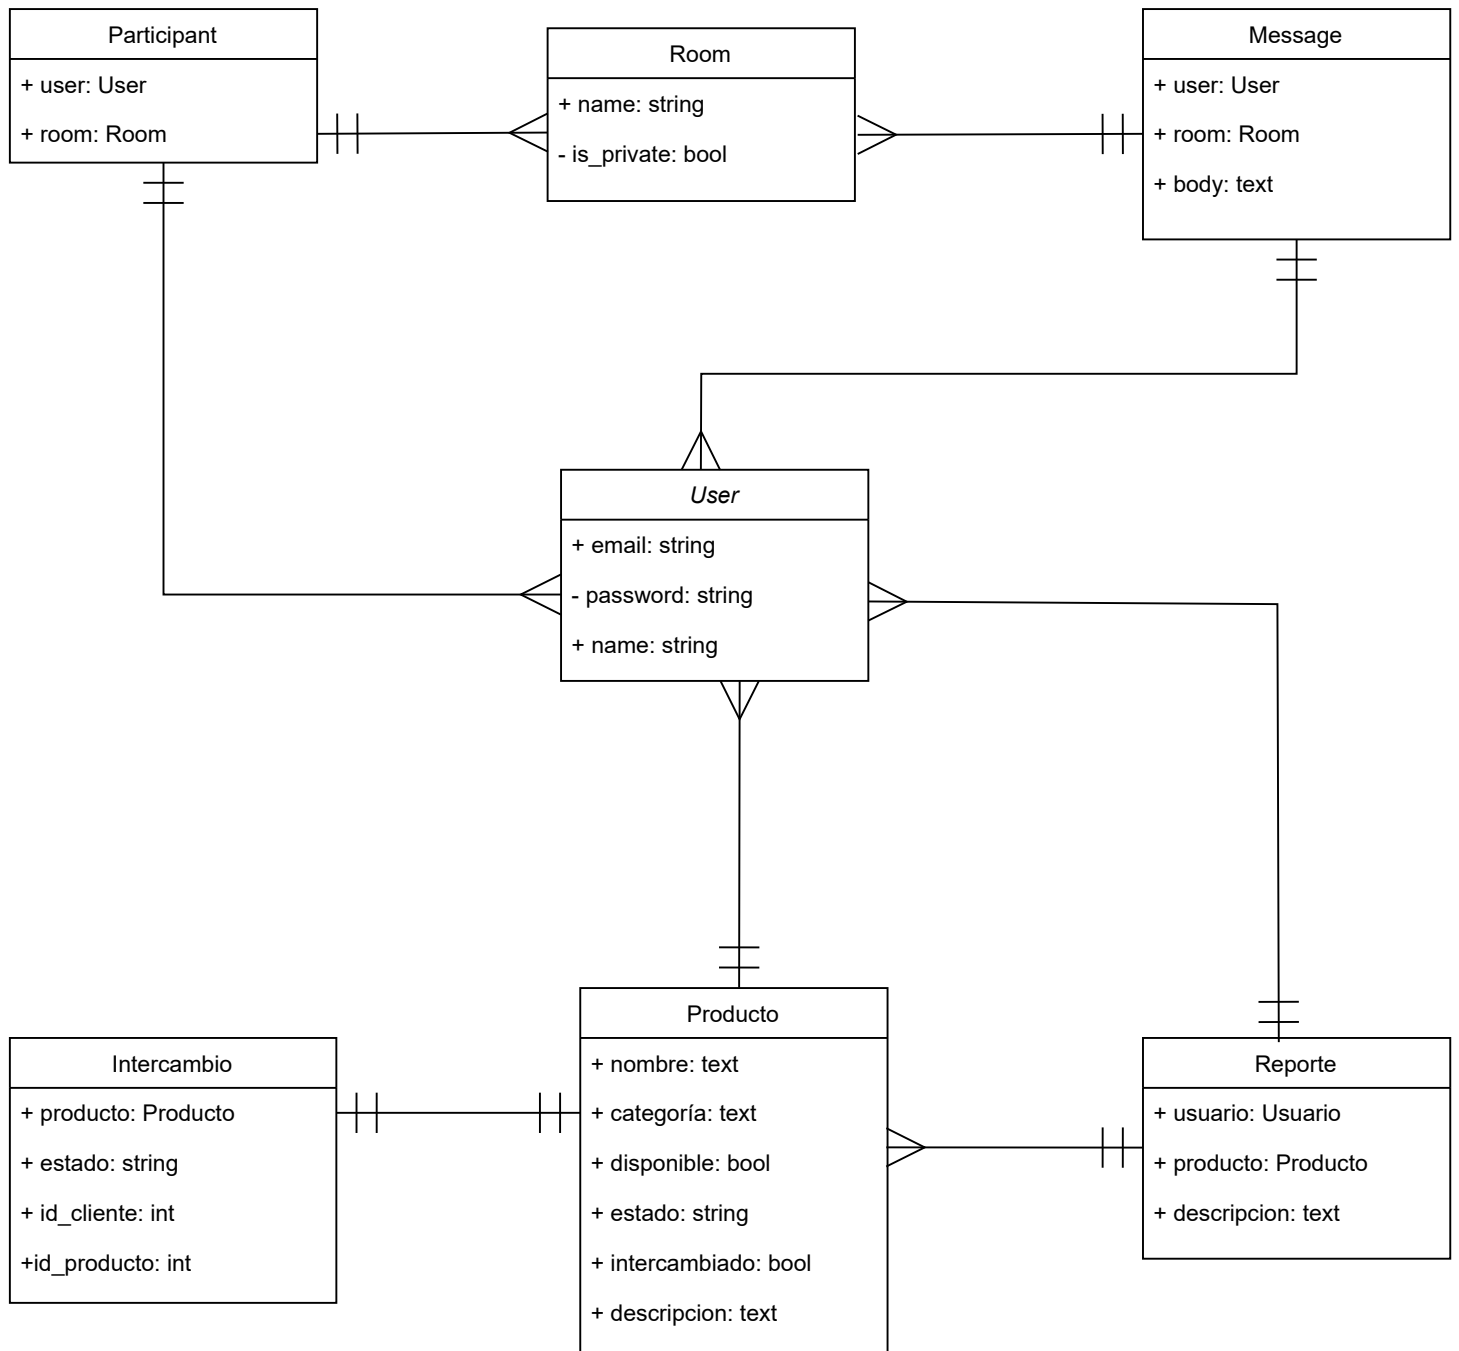 Participant
+ user: User
+ room: Room
Room
+ name: string
- is_private: bool
Message
+ user: User
+ room: Room
+ body: text
User
+ email: string
- password: string
+ name: string
Intercambio
+ producto: Producto
+ estado: string
+ id_cliente: int
+id_producto: int
Producto
+ nombre: text
+ categoría: text
+ disponible: bool
+ estado: string
+ intercambiado: bool
+ descripcion: text
Reporte
+ usuario: Usuario
+ producto: Producto
+ descripcion: text